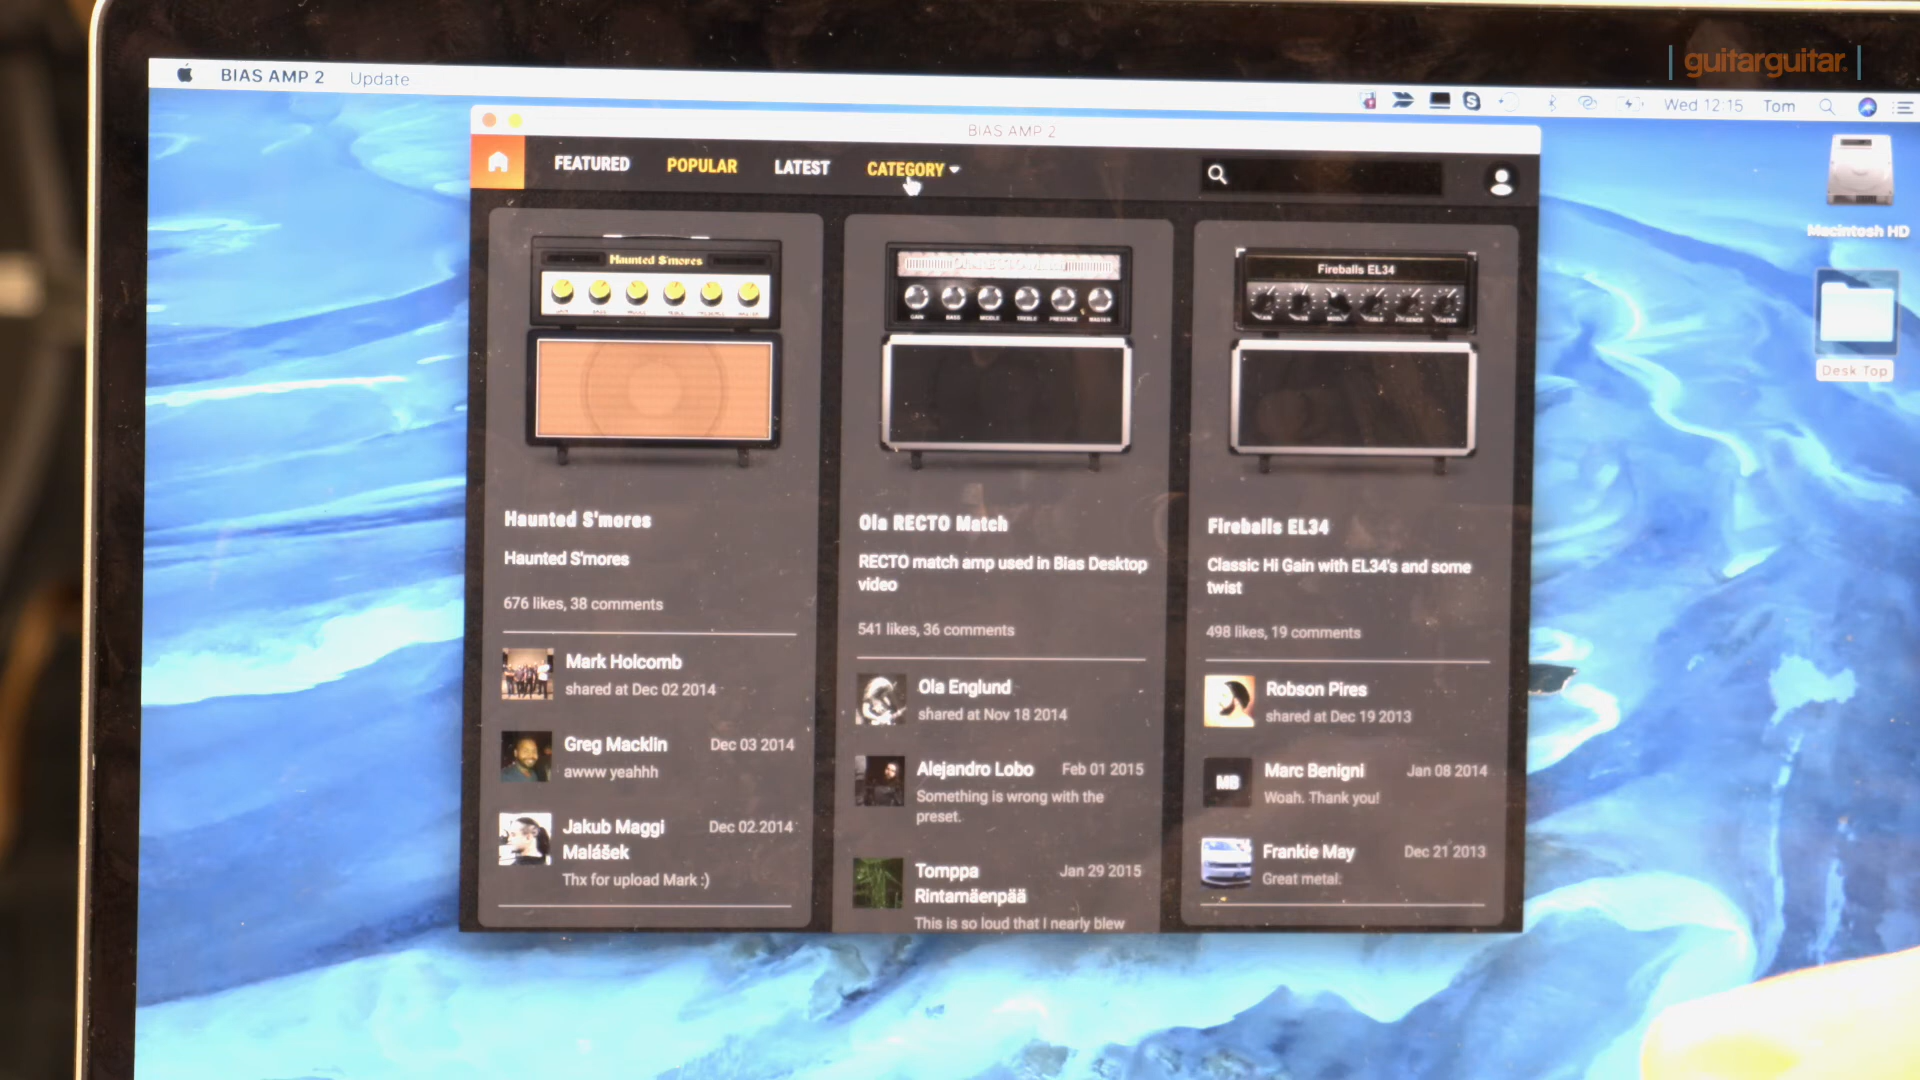 guitarguitar
BIAS AMP 2 Update
Wed 12:15 Tom
BIAS AMP 2
FEATURED POPULAR LATEST CATEGORY
Macintosh HD
Desk Top
Haunted S'mores
Haunted S'mores
Haunted S'mores
676 likes, 38 comments
Mark Holcomb
shared at Dec 02 2014
Greg Macklin Dec 03 2014
awww yeahhh
Jakub Maggi Dec 02 2014
Malášek
Thx for upload Mark :)
GAIN BASS MIDDLE TREBLE PRESENCE MASTER
Ola RECTO Match
RECTO match amp used in Bias Desktop
video
541 likes, 36 comments
Ola Englund
shared at Nov 18 2014
Alejandro Lobo Feb 01 2015
Something is wrong with the
preset.
Tomppa Jan 29 2015
Rintamäenpää
This is so loud that I nearly blew
Fireballs EL34
Fireballs EL34
Classic Hi Gain with EL34's and some
twist
498 likes, 19 comments
Robson Pires
shared at Dec 19 2013
MB
Marc Benigni Jan 08 2014
Woah. Thank you!
Frankie May Dec 21 2013
Great metal.